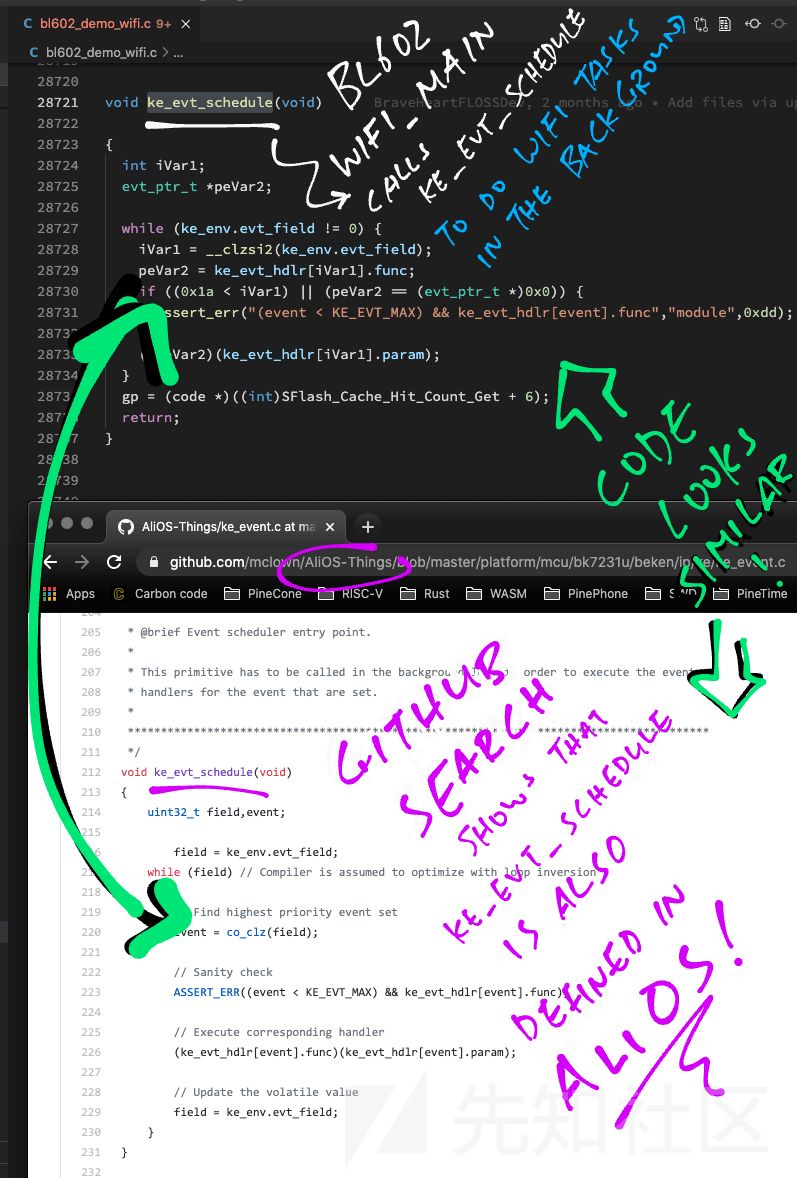 bl602_demo_wifi.c 9+
bl602_demo_wifi.c > ...
28720
28721 void ke_evt_schedule(void) BraveHeartFLOSSDev, 2 months ago • Add files via up
28722
28723 {
28724 int iVar1;
28725 evt_ptr_t *peVar2;
28726
28727 while (ke_env.evt_field != 0) {
28728 iVar1 = __clzsi2(ke_env.evt_field);
28729 peVar2 = ke_evt_hdlr[iVar1].func;
28730 if ((0x1a < iVar1) || (peVar2 == (evt_ptr_t *)0x0)) {
28731 assert_err("(event < KE_EVT_MAX) && ke_evt_hdlr[event].func","module",0xdd);
2873
28733 Var2)(ke_evt_hdlr[iVar1].param);
28734 }
2873 gp = (code *)((int)SFlash_Cache_Hit_Count_Get + 6);
287 return;
28737 }
28738
28739
BL602
WIFI_MAIN
CALLS
KE_EVT_SCHEDULE
TO DO WIFI TASKS
IN THE BACKGROUND
CODE
LOOKS
SIMILAR
AliOS-Things/ke_event.c at ma
github.com/mclown/AliOS-Things/blob/master/platform/mcu/bk7231u/beken/ip/ke/ke_event.c
Apps Carbon code PineCone RISC-V Rust WASM PinePhone SWD PineTime
204
205 * @brief Event scheduler entry point.
206 *
207 * This primitive has to be called in the background order to execute the event
208 * handlers for the event that are set.
209 *
210 ****************************************************************************************
211 */
212 void ke_evt_schedule(void)
213 {
214 uint32_t field,event;
215
field = ke_env.evt_field;
while (field) // Compiler is assumed to optimize with loop inversion
218
219 Find highest priority event set
220 event = co_clz(field);
221
222 // Sanity check
223 ASSERT_ERR((event < KE_EVT_MAX) && ke_evt_hdlr[event].func)
224
225 // Execute corresponding handler
226 (ke_evt_hdlr[event].func)(ke_evt_hdlr[event].param);
227
228 // Update the volatile value
229 field = ke_env.evt_field;
230 }
231 }
232
GITHUB
SEARCH
SHOWS THAT
KE_EVT_SCHEDULE
IS ALSO
DEFINED IN
ALIOS!
先知社区